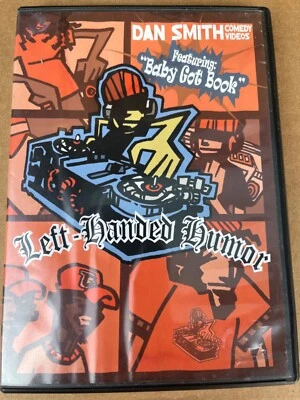 DAN SMITH COMEDY
VIDEOS
Featuring:
"Baby Got Book"
Left-Handed Humor